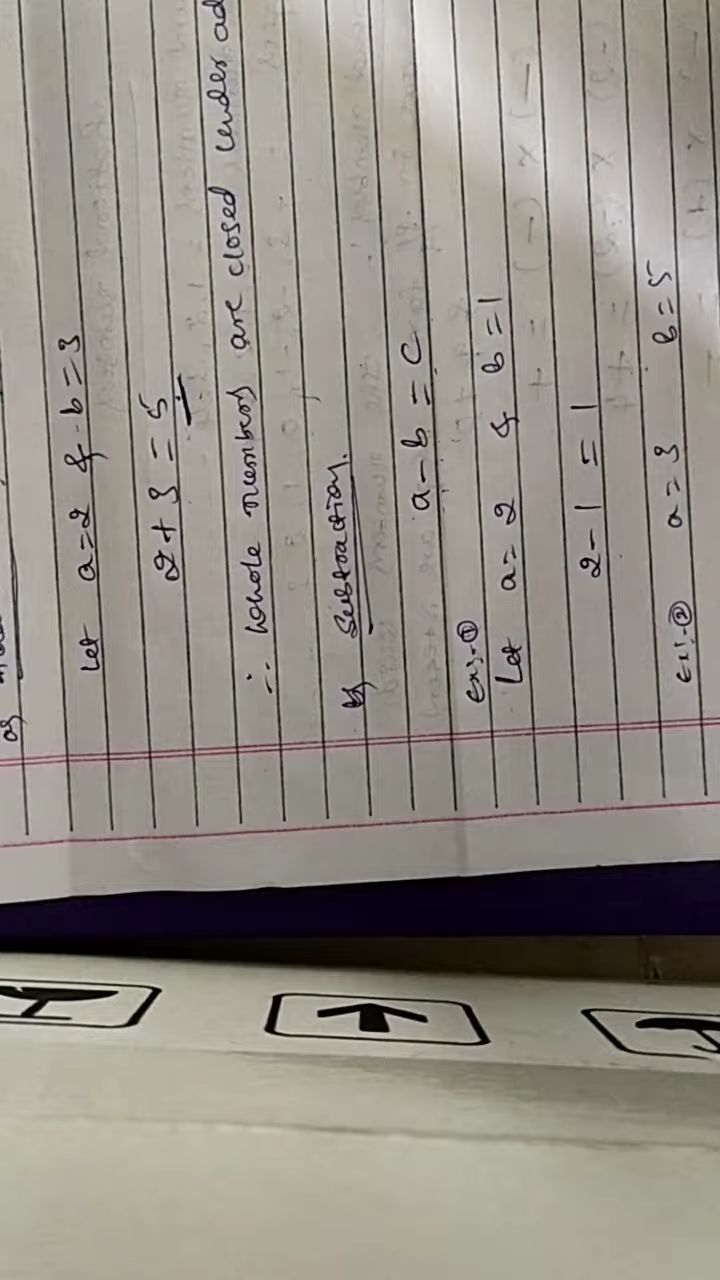 Let a=2 & b=3
2+3=5
∴ whole numbers are closed under ad
b) Subtraction.
a-b=c
ex:-①
Let a=2 & b=1
2-1=1
ex:-② a=3 b=5